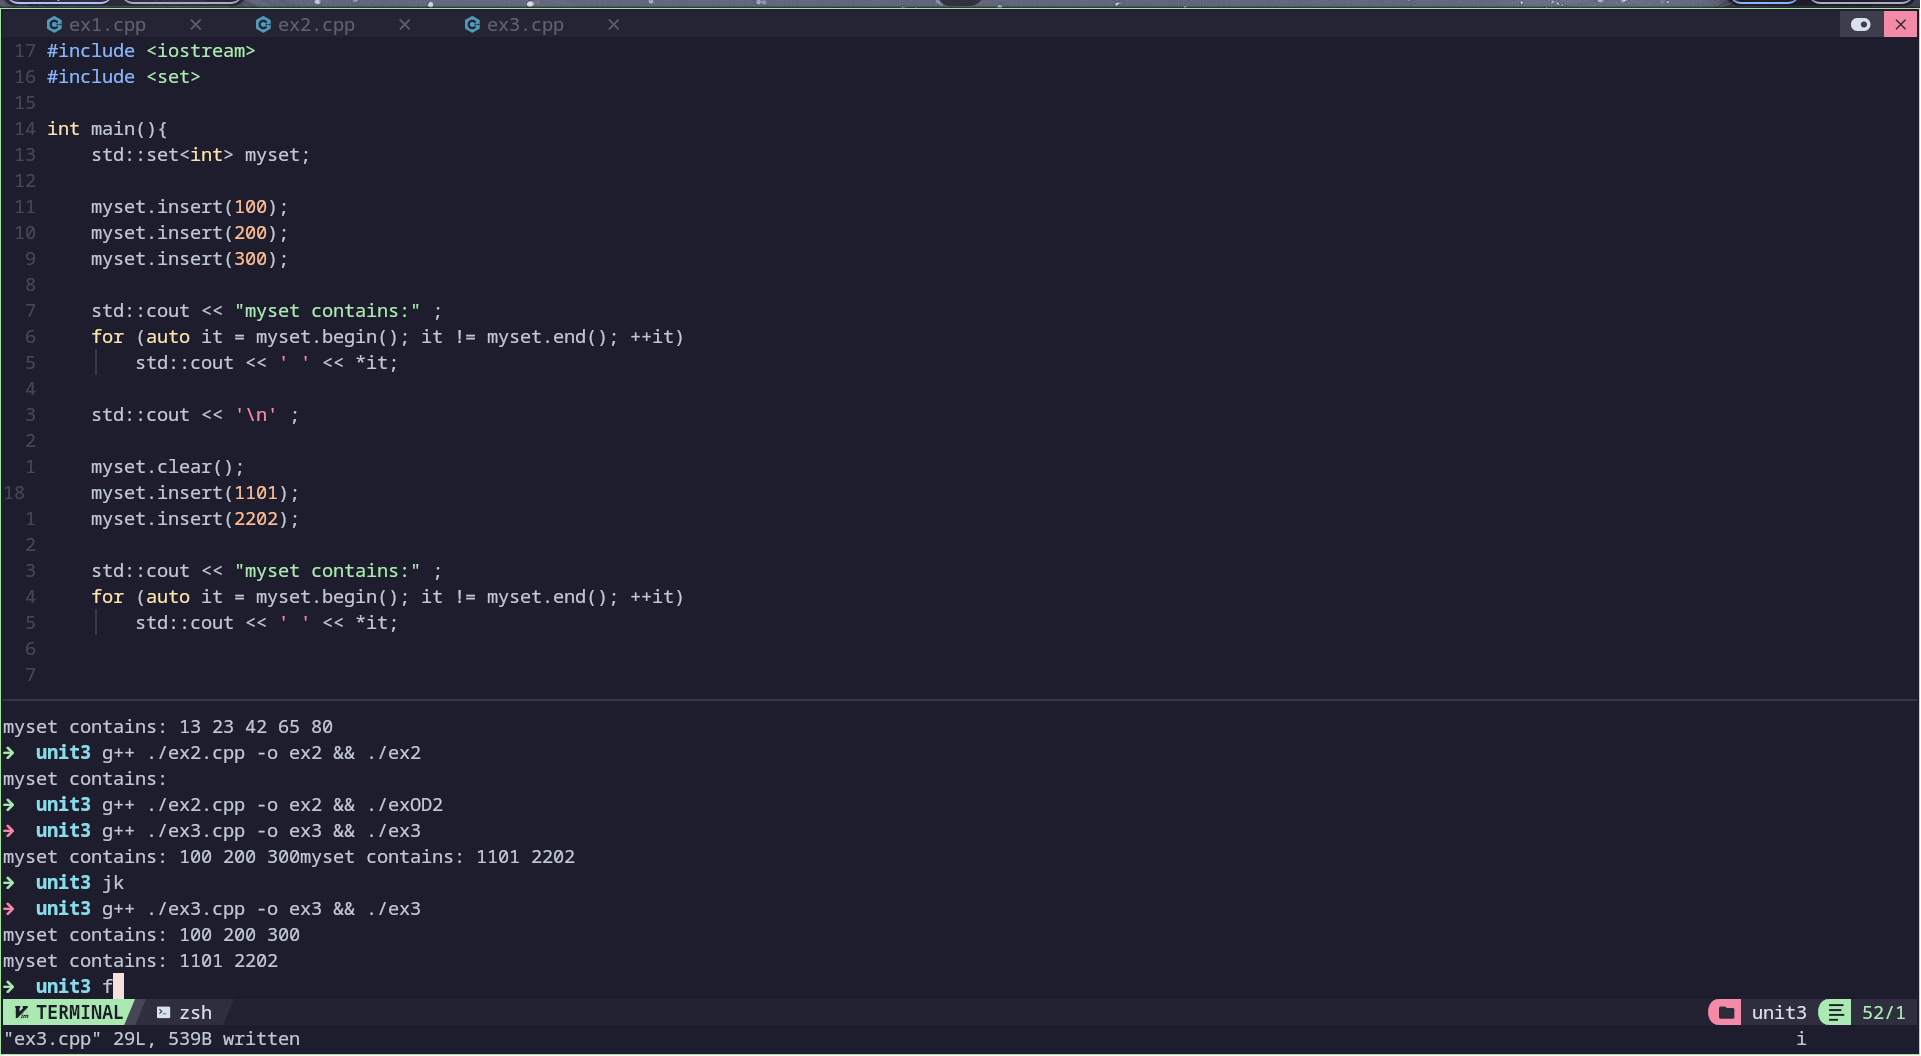 ex1.cpp × ex2.cpp × ex3.cpp × ×
17 #include <iostream>
16 #include <set>
15
14 int main(){
13     std::set<int> myset;
12
11     myset.insert(100);
10     myset.insert(200);
9     myset.insert(300);
8
7     std::cout << "myset contains:" ;
6     for (auto it = myset.begin(); it != myset.end(); ++it)
5         std::cout << ' ' << *it;
4
3     std::cout << '\n' ;
2
1     myset.clear();
18     myset.insert(1101);
1     myset.insert(2202);
2
3     std::cout << "myset contains:" ;
4     for (auto it = myset.begin(); it != myset.end(); ++it)
5         std::cout << ' ' << *it;
6
7
myset contains: 13 23 42 65 80
→  unit3 g++ ./ex2.cpp -o ex2 && ./ex2
myset contains:
→  unit3 g++ ./ex2.cpp -o ex2 && ./exOD2
→  unit3 g++ ./ex3.cpp -o ex3 && ./ex3
myset contains: 100 200 300myset contains: 1101 2202
→  unit3 jk
→  unit3 g++ ./ex3.cpp -o ex3 && ./ex3
myset contains: 100 200 300
myset contains: 1101 2202
→  unit3 f
TERMINAL zsh unit3 52/1
"ex3.cpp" 29L, 539B written i